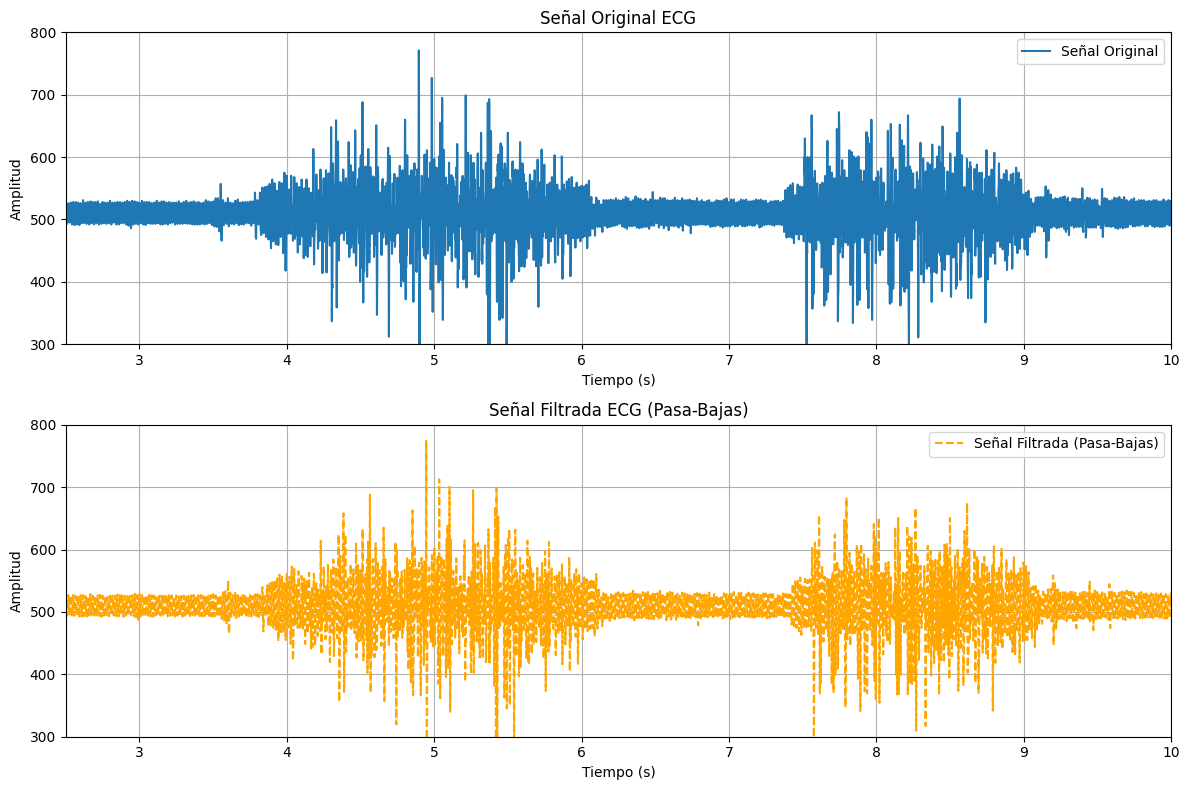 Señal Original ECG
800
700
600
500
400
300
Amplitud
Señal Original
3 4 5 6 7 8 9 10
Tiempo (s)
Señal Filtrada ECG (Pasa-Bajas)
800
700
600
500
400
300
Amplitud
Señal Filtrada (Pasa-Bajas)
3 4 5 6 7 8 9 10
Tiempo (s)